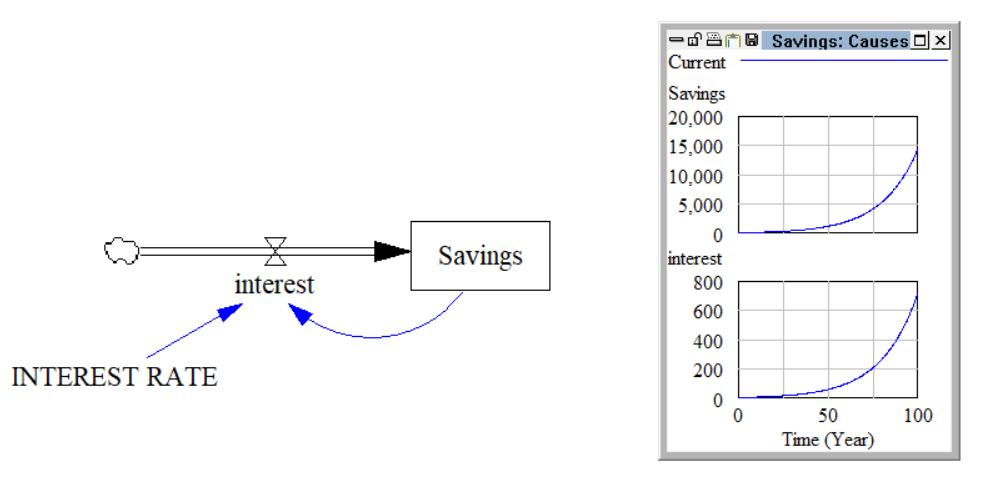 interest
Savings
INTEREST RATE
Savings: Causes
Current
Savings
20,000
15,000
10,000
5,000
0
interest
800
600
400
200
0
0 50 100
Time (Year)